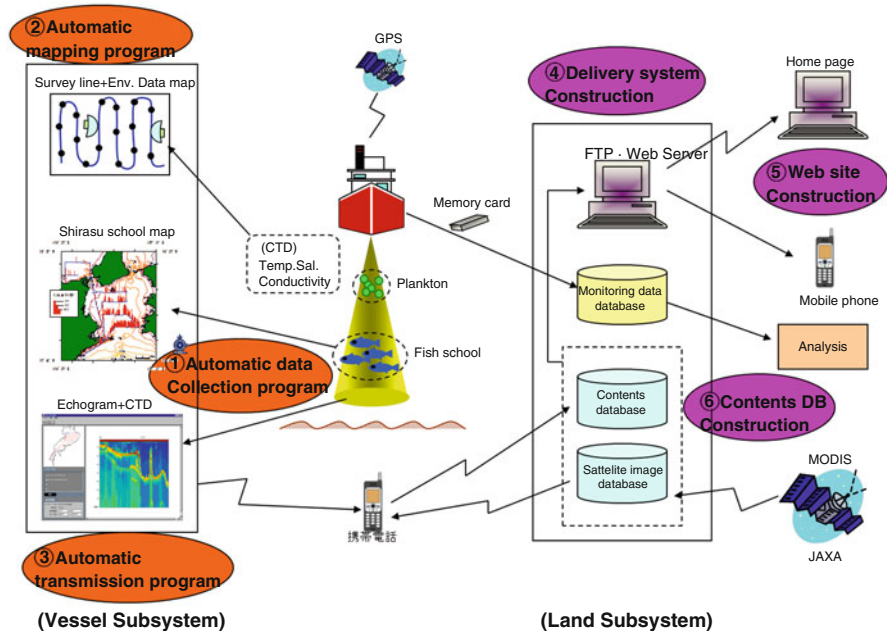 ②Automatic
mapping program
Survey line+Env. Data map
Shirasu school map
①Automatic data
Collection program
Echogram+CTD
③Automatic
transmission program
(Vessel Subsystem)
GPS
Memory card
(CTD)
Temp.Sal.
Conductivity
Plankton
Fish school
携帯電話
④Delivery system
Construction
FTP · Web Server
Monitoring data
database
Contents
database
Sattelite image
database
(Land Subsystem)
Home page
⑤Web site
Construction
Mobile phone
Analysis
⑥Contents DB
Construction
MODIS
JAXA